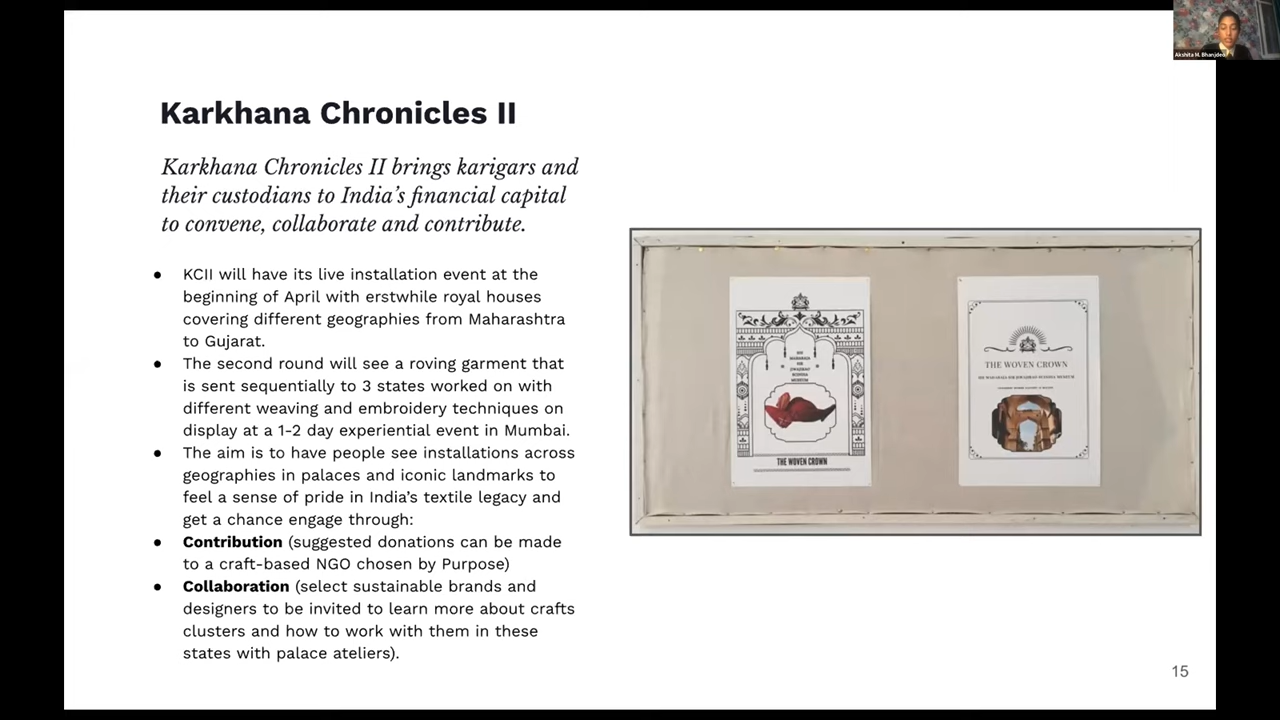 Akshita M. Bhanjdeo
Karkhana Chronicles II
Karkhana Chronicles II brings karigars and
their custodians to India's financial capital
to convene, collaborate and contribute.
● KCII will have its live installation event at the
beginning of April with erstwhile royal houses
covering different geographies from Maharashtra
to Gujarat.
● The second round will see a roving garment that
is sent sequentially to 3 states worked on with
different weaving and embroidery techniques on
display at a 1-2 day experiential event in Mumbai.
● The aim is to have people see installations across
geographies in palaces and iconic landmarks to
feel a sense of pride in India's textile legacy and
get a chance engage through:
● Contribution (suggested donations can be made
to a craft-based NGO chosen by Purpose)
● Collaboration (select sustainable brands and
designers to be invited to learn more about crafts
clusters and how to work with them in these
states with palace ateliers).
THE WOVEN CROWN
THE WOVEN CROWN
15